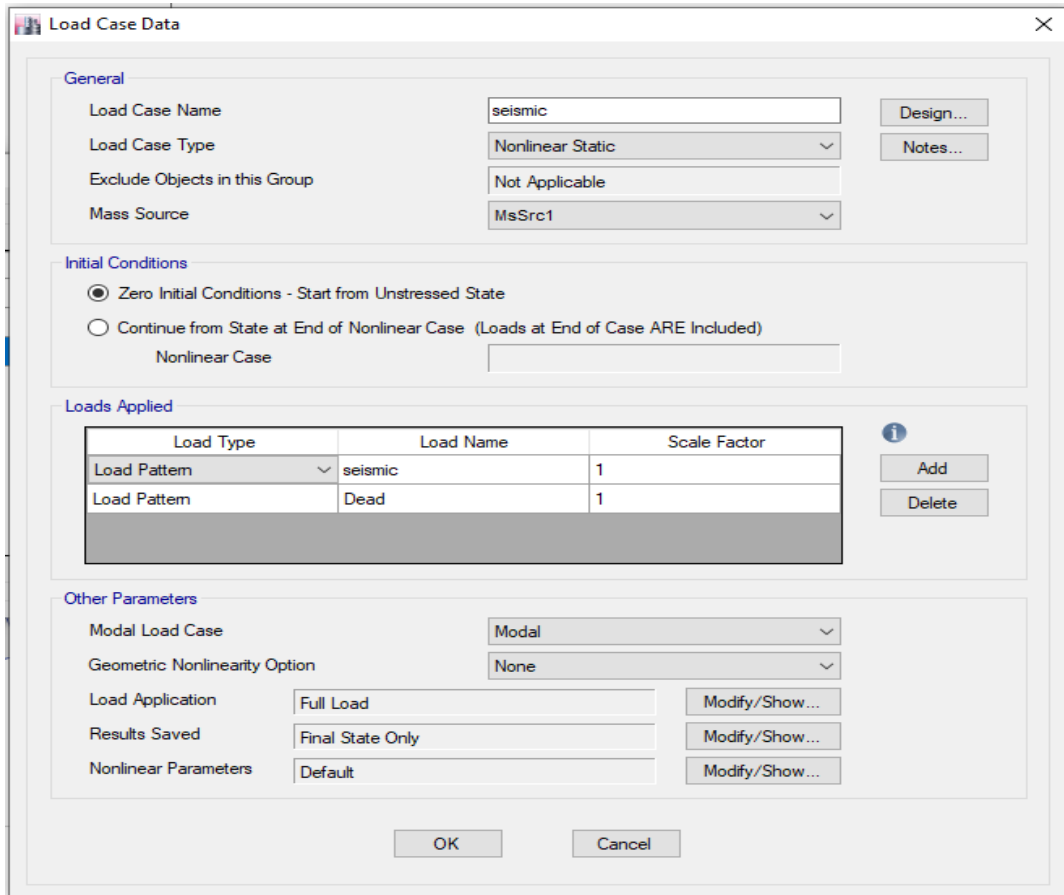 Load Case Data
General
Load Case Name seismic Design...
Load Case Type Nonlinear Static Notes...
Exclude Objects in this Group Not Applicable
Mass Source MsSrc1
Initial Conditions
Zero Initial Conditions - Start from Unstressed State
Continue from State at End of Nonlinear Case (Loads at End of Case ARE Included)
Nonlinear Case
Loads Applied
Load Type Load Name Scale Factor
Load Pattern seismic 1 Add
Load Pattern Dead 1 Delete
Other Parameters
Modal Load Case Modal
Geometric Nonlinearity Option None
Load Application Full Load Modify/Show...
Results Saved Final State Only Modify/Show...
Nonlinear Parameters Default Modify/Show...
OK Cancel